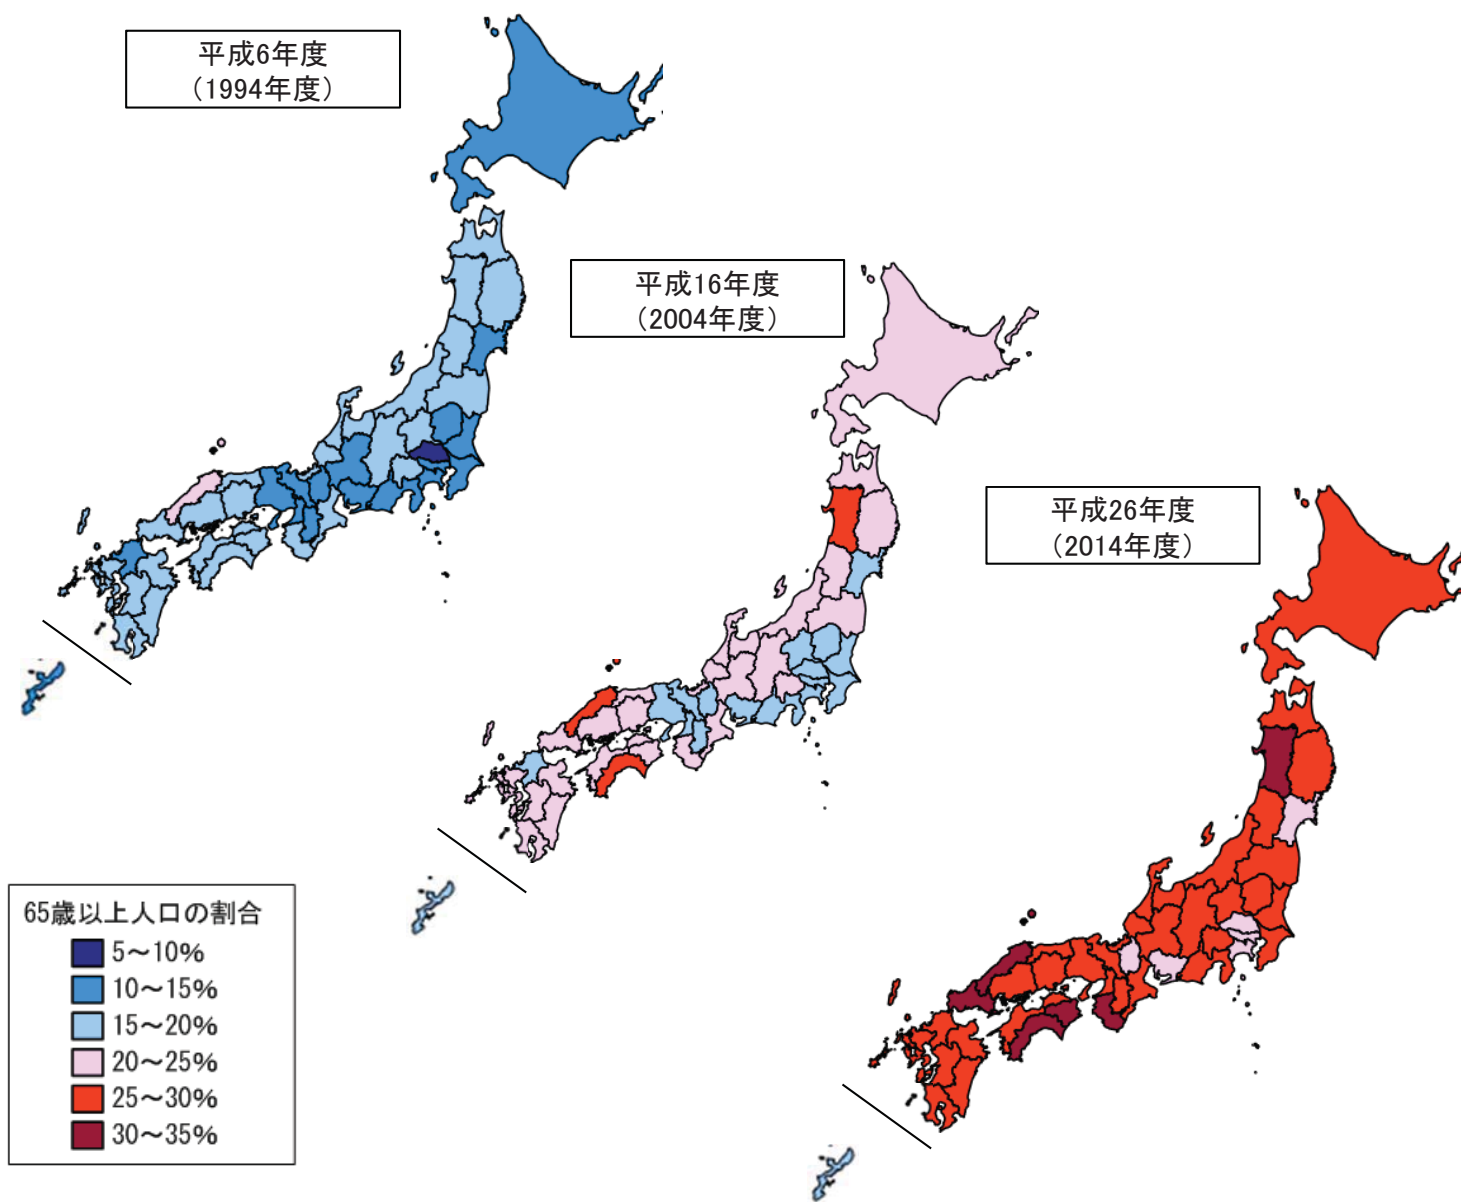 平成6年度
（1994年度）
平成16年度
（2004年度）
平成26年度
（2014年度）
65歳以上人口の割合
5～10%
10～15%
15～20%
20～25%
25～30%
30～35%